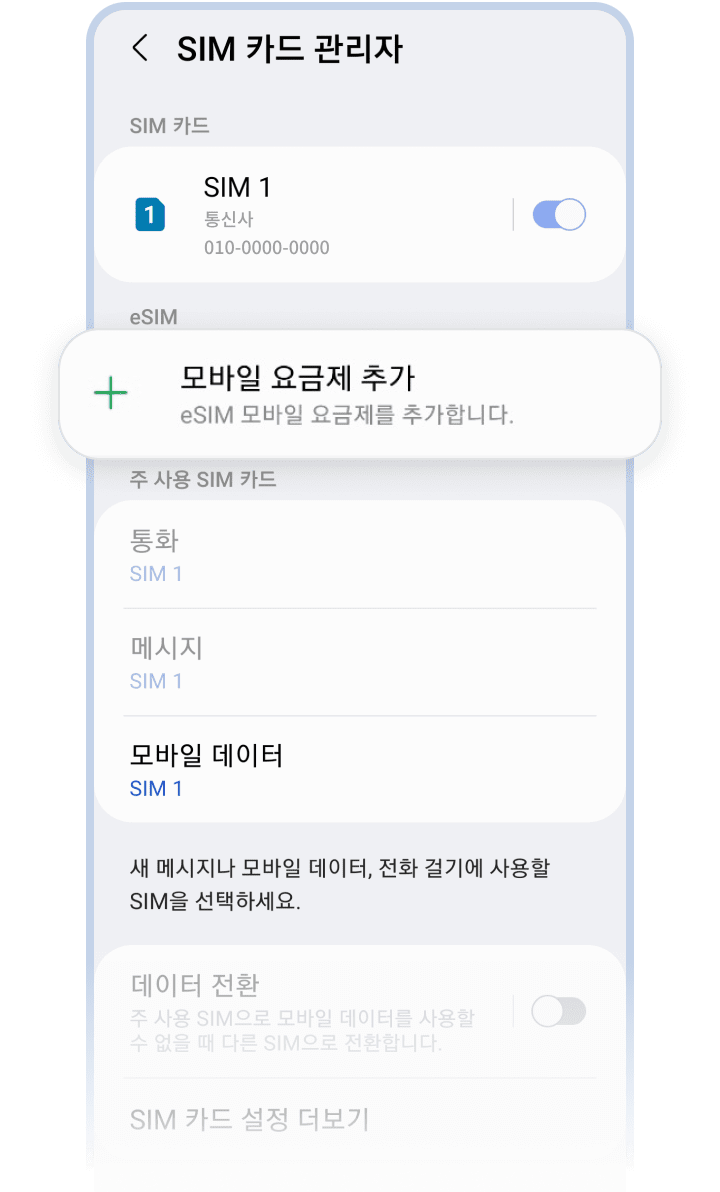 SIM 카드 관리자
SIM 카드
1
SIM 1
통신사
010-0000-0000
eSIM
모바일 요금제 추가
eSIM 모바일 요금제를 추가합니다.
주 사용 SIM 카드
통화
SIM 1
메시지
SIM 1
모바일 데이터
SIM 1
새 메시지나 모바일 데이터, 전화 걸기에 사용할
SIM을 선택하세요.
데이터 전환
주 사용 SIM으로 모바일 데이터를 사용할
수 없을 때 다른 SIM으로 전환합니다.
SIM 카드 설정 더보기